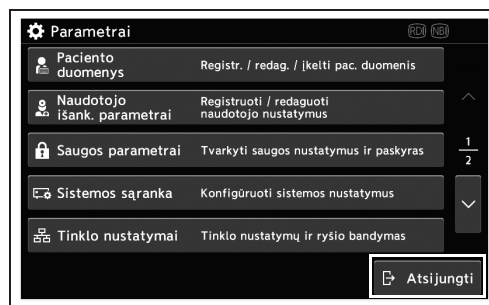 Parametrai
RDI NBI
Paciento
duomenys
Registr. / redag. / įkelti pac. duomenis
Naudotojo
išank. parametrai
Registruoti / redaguoti
naudotojo nustatymus
Saugos parametrai
Tvarkyti saugos nustatymus ir paskyras
1
2
Sistemos sąranka
Konfigūruoti sistemos nustatymus
Tinklo nustatymai
Tinklo nustatymų ir ryšio bandymas
Atsijungti